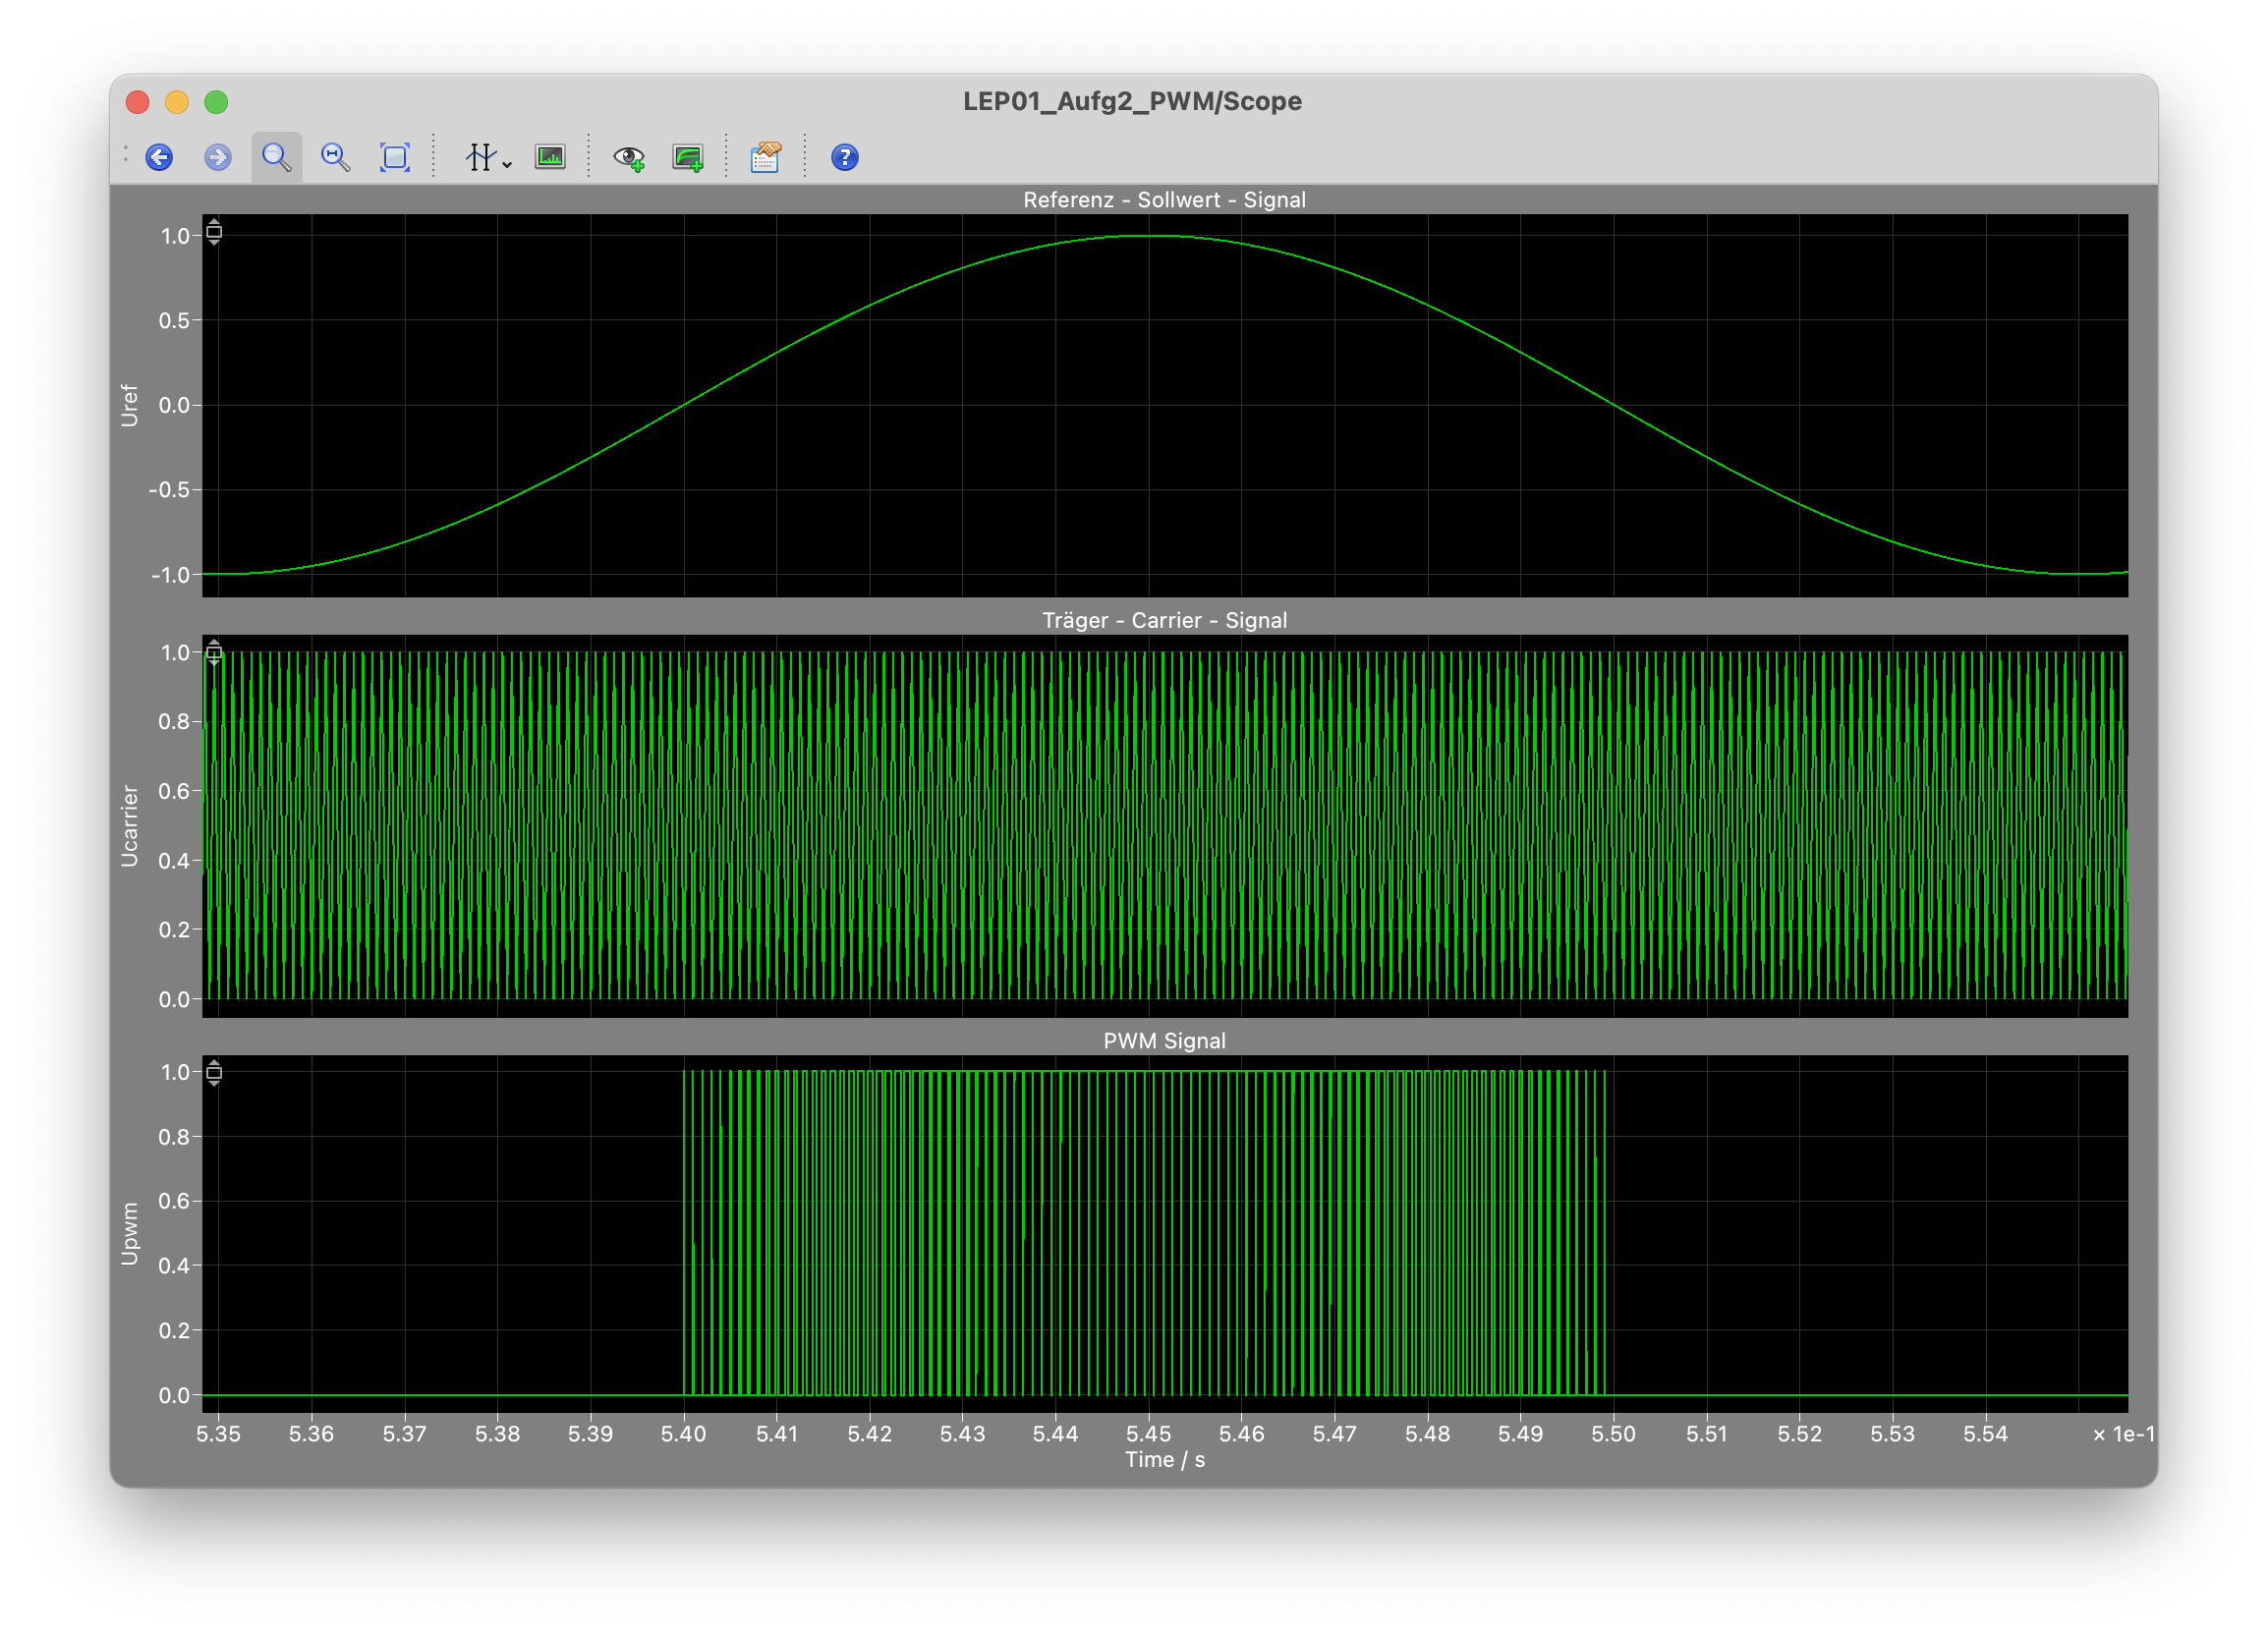 LEP01_Aufg2_PWM/Scope
Referenz - Sollwert - Signal
1.0
0.5
0.0
-0.5
-1.0
Uref
Träger - Carrier - Signal
1.0
0.8
0.6
0.4
0.2
0.0
Ucarrier
PWM Signal
1.0
0.8
0.6
0.4
0.2
0.0
Upwm
5.35 5.36 5.37 5.38 5.39 5.40 5.41 5.42 5.43 5.44 5.45 5.46 5.47 5.48 5.49 5.50 5.51 5.52 5.53 5.54 × 1e-1
Time / s